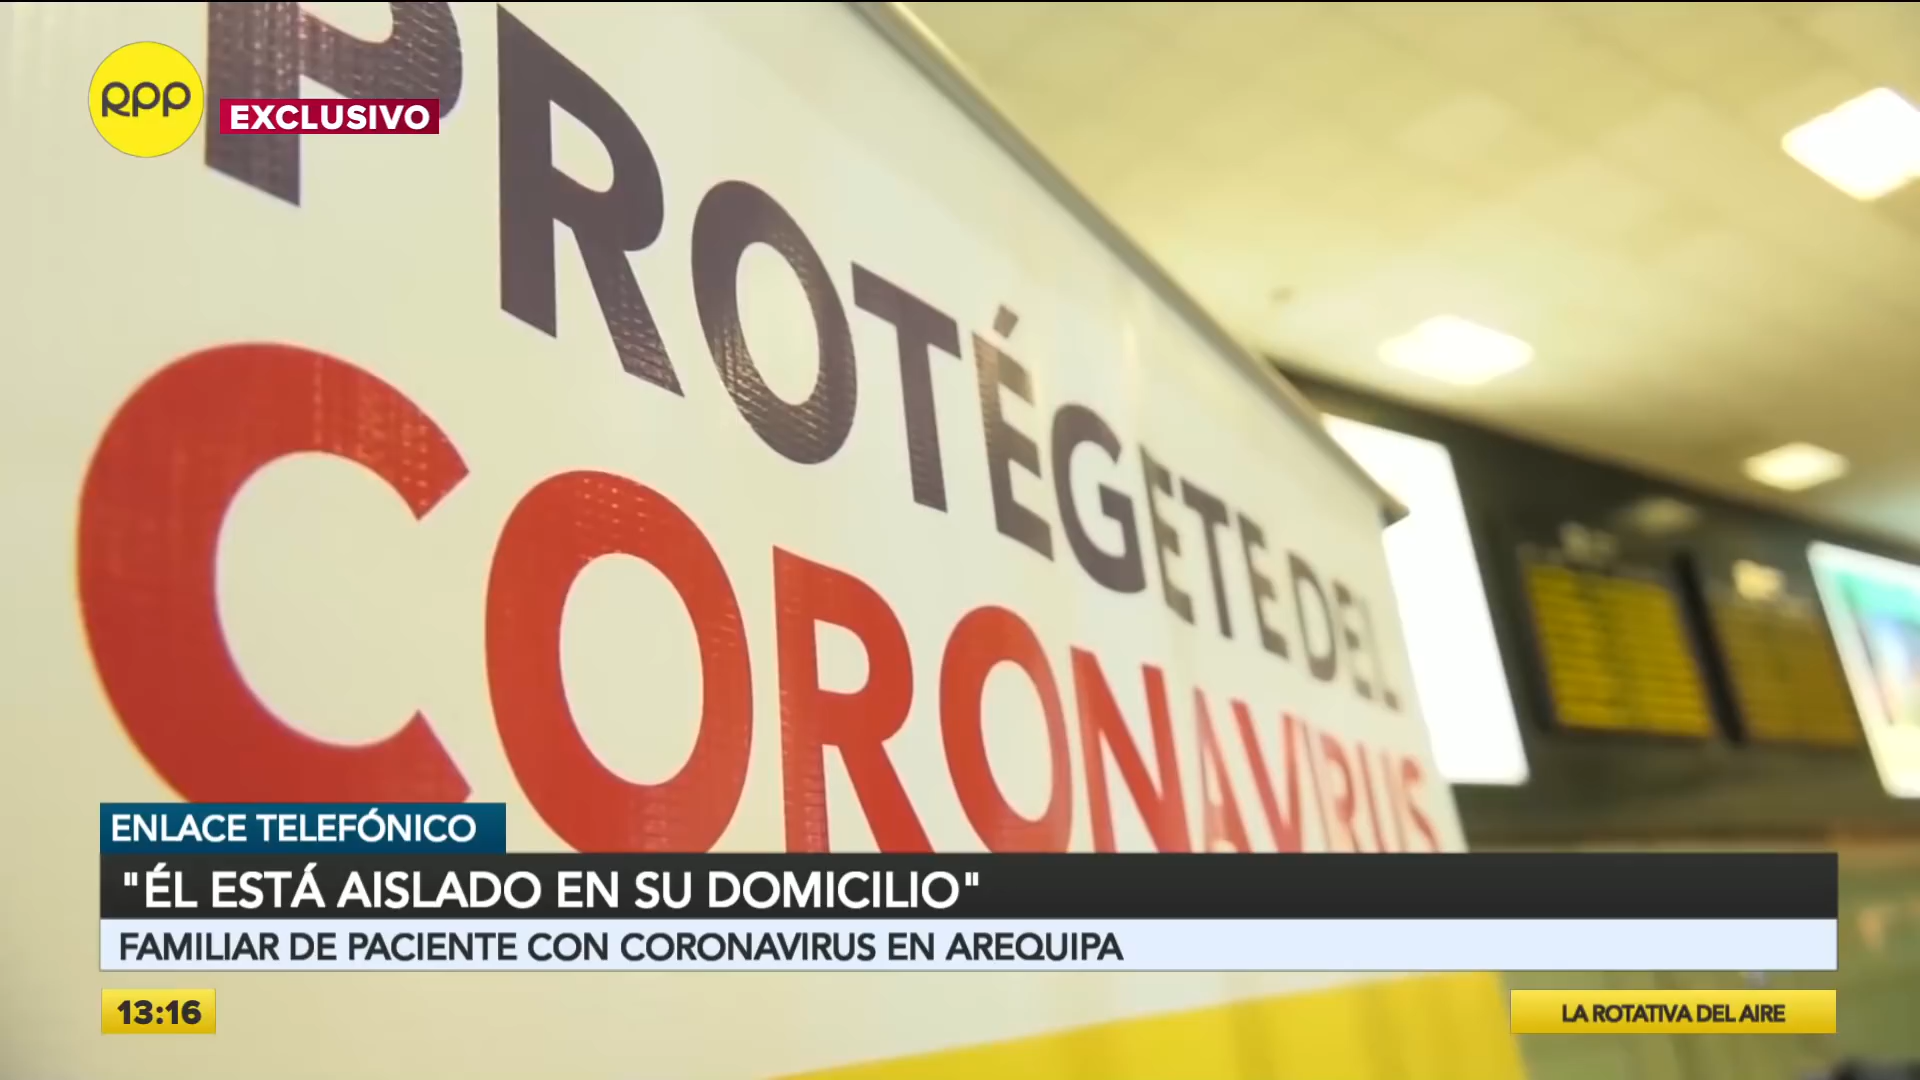 rpp
EXCLUSIVO
PROTÉGETE DEL
CORONAVIRUS
ENLACE TELEFÓNICO
"ÉL ESTÁ AISLADO EN SU DOMICILIO"
FAMILIAR DE PACIENTE CON CORONAVIRUS EN AREQUIPA
13:16
LA ROTATIVA DEL AIRE